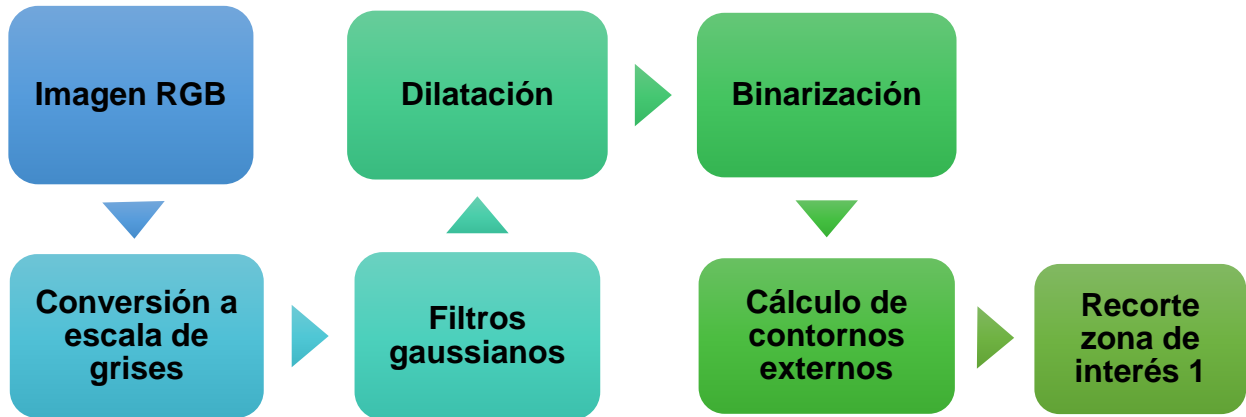 Imagen RGB
Conversión a
escala de
grises
Filtros
gaussianos
Dilatación
Binarización
Cálculo de
contornos
externos
Recorte
zona de
interés 1